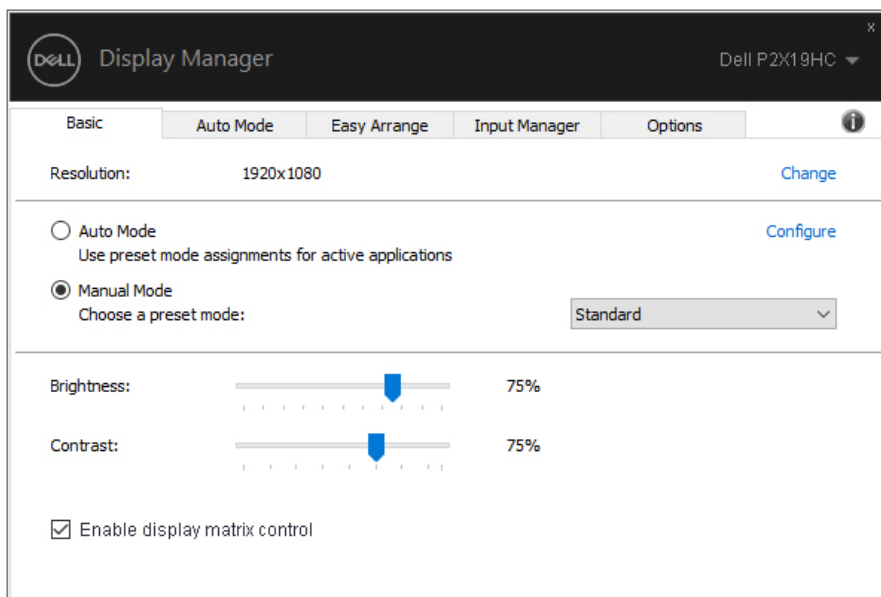 x
DELL Display Manager Dell P2X19HC
Basic Auto Mode Easy Arrange Input Manager Options i
Resolution: 1920x1080 Change
Auto Mode Configure
Use preset mode assignments for active applications
Manual Mode
Choose a preset mode: Standard
Brightness: 75%
Contrast: 75%
Enable display matrix control